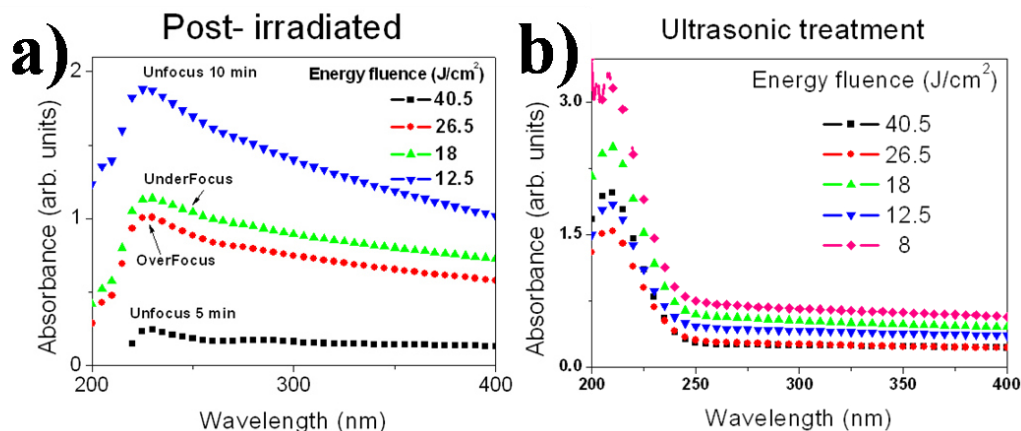 a)
Post- irradiated
Unfocus 10 min
Energy fluence (J/cm²)
40.5
26.5
18
12.5
UnderFocus
OverFocus
Unfocus 5 min
Absorbance (arb. units)
2
1
0
200
300
400
Wavelength (nm)
b)
Ultrasonic treatment
Energy fluence (J/cm²)
40.5
26.5
18
12.5
8
Absorbance (arb. units)
3.0
1.5
0.0
200
250
300
350
400
Wavelength (nm)